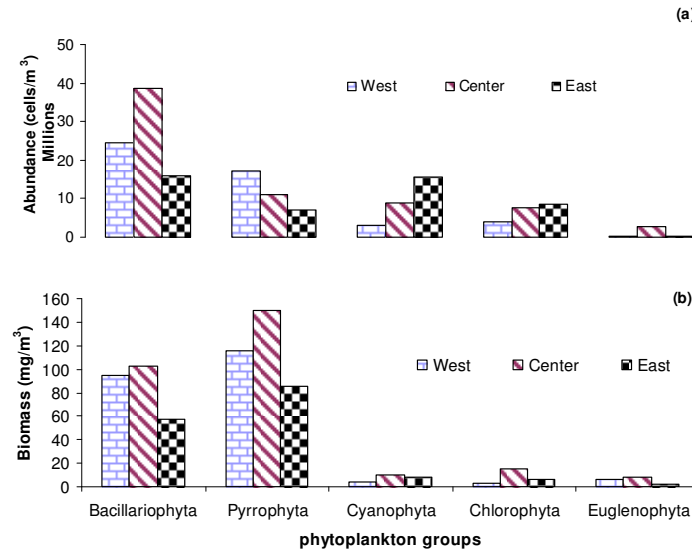 (a)
Abundance (cells/m³)
Millions
50
40
30
20
10
0
West Center East
(b)
Biomass (mg/m³)
160
140
120
100
80
60
40
20
0
West Center East
Bacillariophyta Pyrrophyta Cyanophyta Chlorophyta Euglenophyta
phytoplankton groups